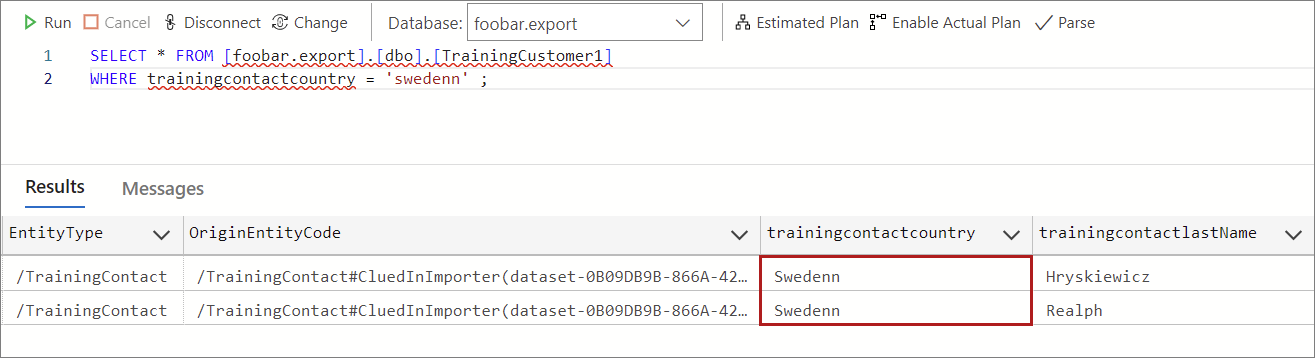 Run Cancel Disconnect Change Database: foobar.export Estimated Plan Enable Actual Plan Parse
1 SELECT * FROM [foobar.export].[dbo].[TrainingCustomer1]
2 WHERE trainingcontactcountry = 'swedenn' ;
Results Messages
EntityType OriginEntityCode trainingcontactcountry trainingcontactlastName
/TrainingContact /TrainingContact#CluedInImporter(dataset-0B09DB9B-866A-42… Swedenn Hryskiewicz
/TrainingContact /TrainingContact#CluedInImporter(dataset-0B09DB9B-866A-42… Swedenn Realph